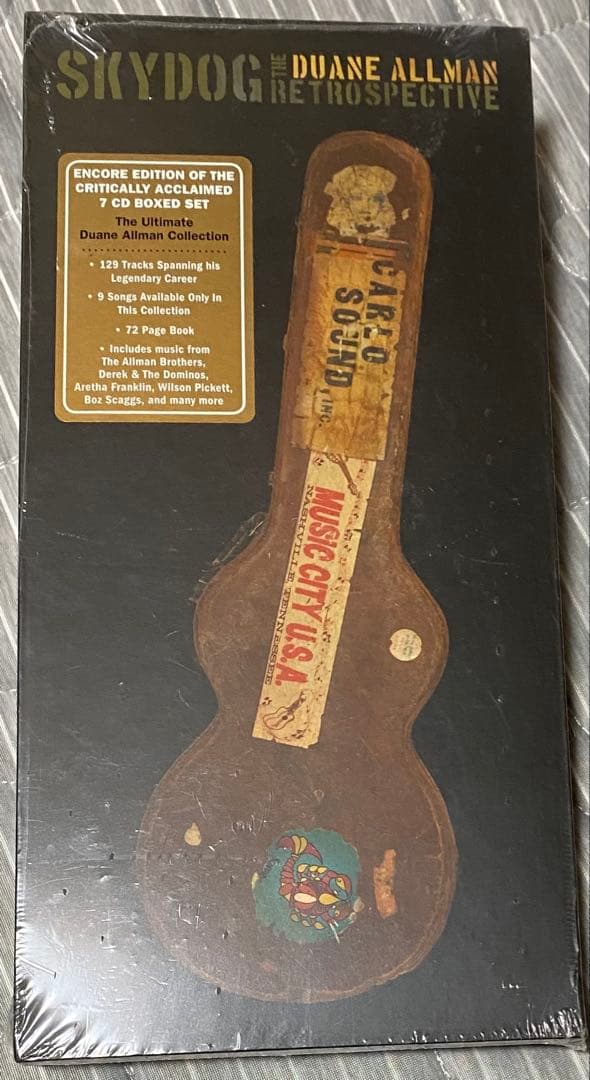 SKYDOG THE DUANE ALLMAN
RETROSPECTIVE
ENCORE EDITION OF THE
CRITICALLY ACCLAIMED
7 CD BOXED SET
The Ultimate
Duane Allman Collection
• 129 Tracks Spanning his
Legendary Career
• 9 Songs Available Only In
This Collection
• 72 Page Book
• Includes music from
The Allman Brothers,
Derek & The Dominos,
Aretha Franklin, Wilson Pickett,
Boz Scaggs, and many more
CARLO
SOUND, INC.
MUSIC CITY U.S.A.
NASHVILLE TENNESSEE